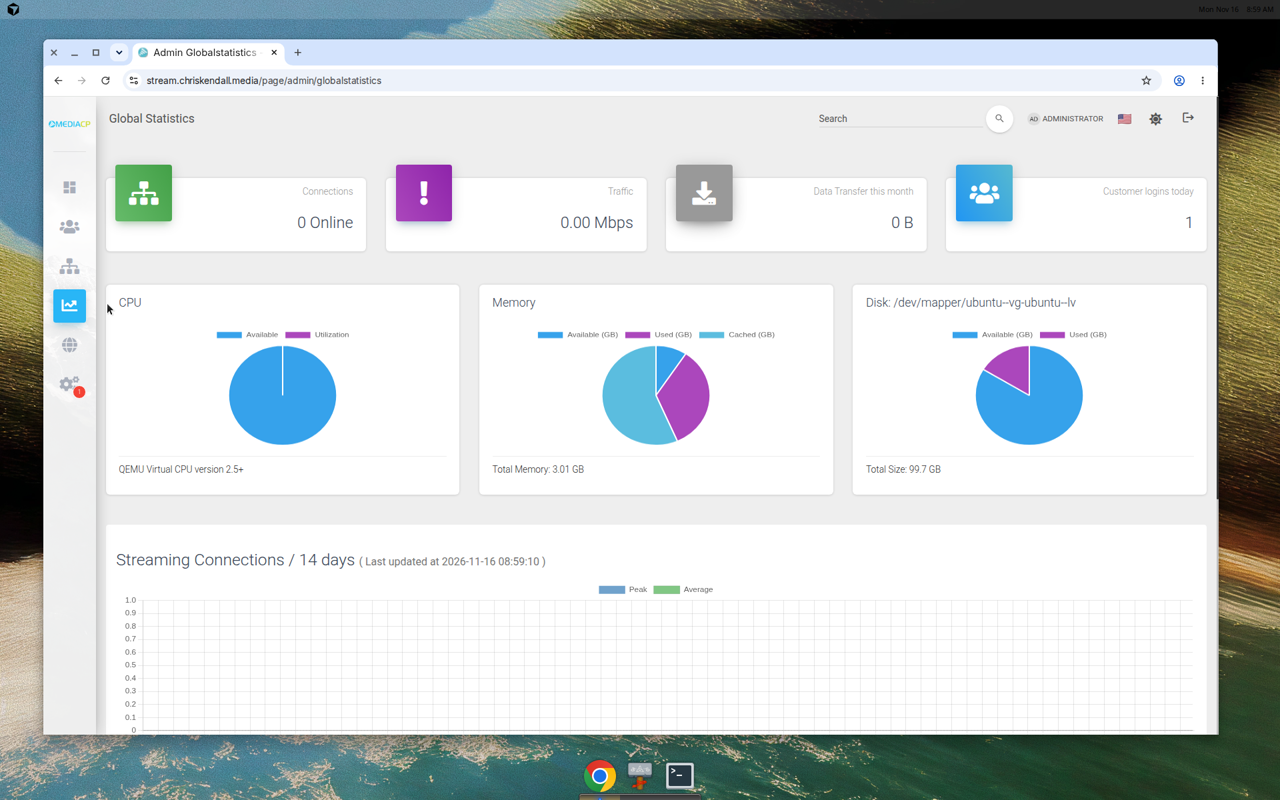 Mon Nov 16 8:59 AM
Admin Globalstatistics
stream.chriskendall.media/page/admin/globalstatistics
MEDIACP
Global Statistics
Search
AD ADMINISTRATOR
Connections
0 Online
Traffic
0.00 Mbps
Data Transfer this month
0 B
Customer logins today
1
1
CPU
Available Utilization
QEMU Virtual CPU version 2.5+
Memory
Available (GB) Used (GB) Cached (GB)
Total Memory: 3.01 GB
Disk: /dev/mapper/ubuntu--vg-ubuntu--lv
Available (GB) Used (GB)
Total Size: 99.7 GB
Streaming Connections / 14 days ( Last updated at 2026-11-16 08:59:10 )
Peak Average
1.0
0.9
0.8
0.7
0.6
0.5
0.4
0.3
0.2
0.1
0